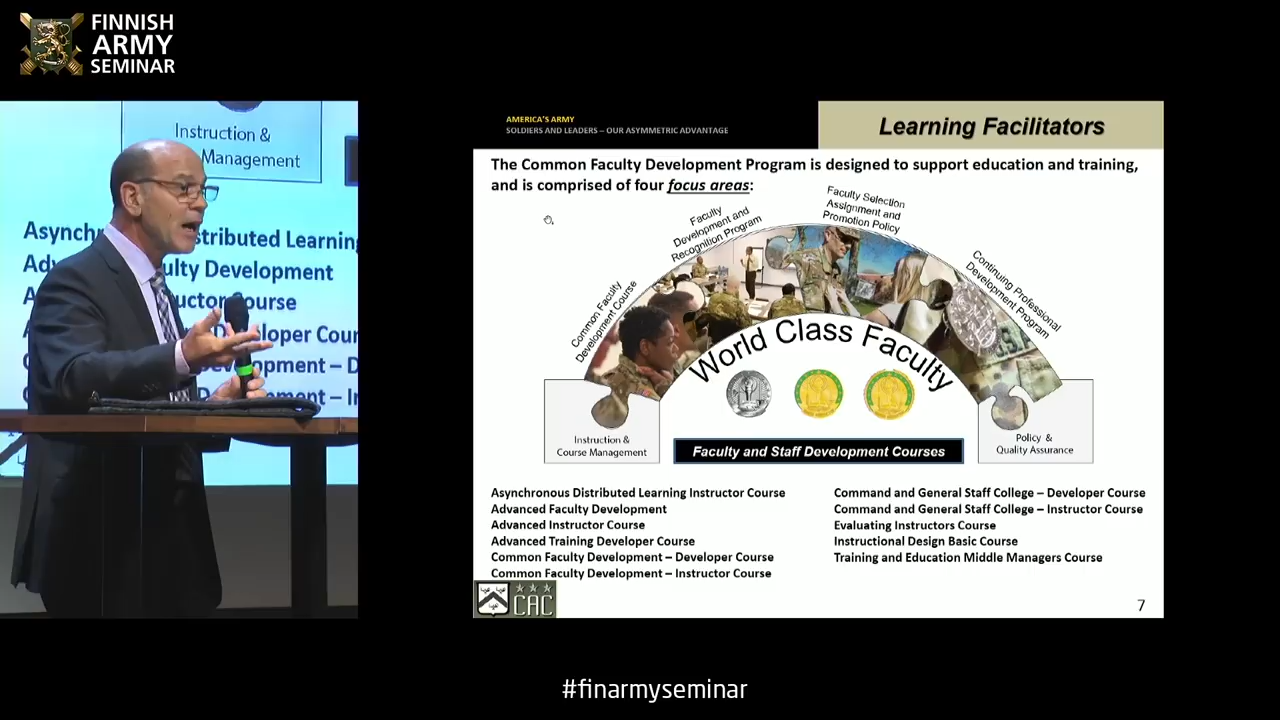 FINNISH
ARMY
SEMINAR
Instruction &
Management
Asynch
stributed Learning
Adv
ulty Development
A
uctor Course
Developer Cour
opment – D
ment – I
AMERICA'S ARMY
SOLDIERS AND LEADERS – OUR ASYMMETRIC ADVANTAGE
Learning Facilitators
The Common Faculty Development Program is designed to support education and training,
and is comprised of four focus areas:
Common Faculty
Development Course
Faculty
Development and
Recognition Program
Faculty Selection
Assignment and
Promotion Policy
Continuing Professional
Development Program
World Class Faculty
Instruction &
Course Management
Policy &
Quality Assurance
Faculty and Staff Development Courses
Asynchronous Distributed Learning Instructor Course
Advanced Faculty Development
Advanced Instructor Course
Advanced Training Developer Course
Common Faculty Development – Developer Course
Common Faculty Development – Instructor Course
Command and General Staff College – Developer Course
Command and General Staff College – Instructor Course
Evaluating Instructors Course
Instructional Design Basic Course
Training and Education Middle Managers Course
CAC
7
#finarmyseminar